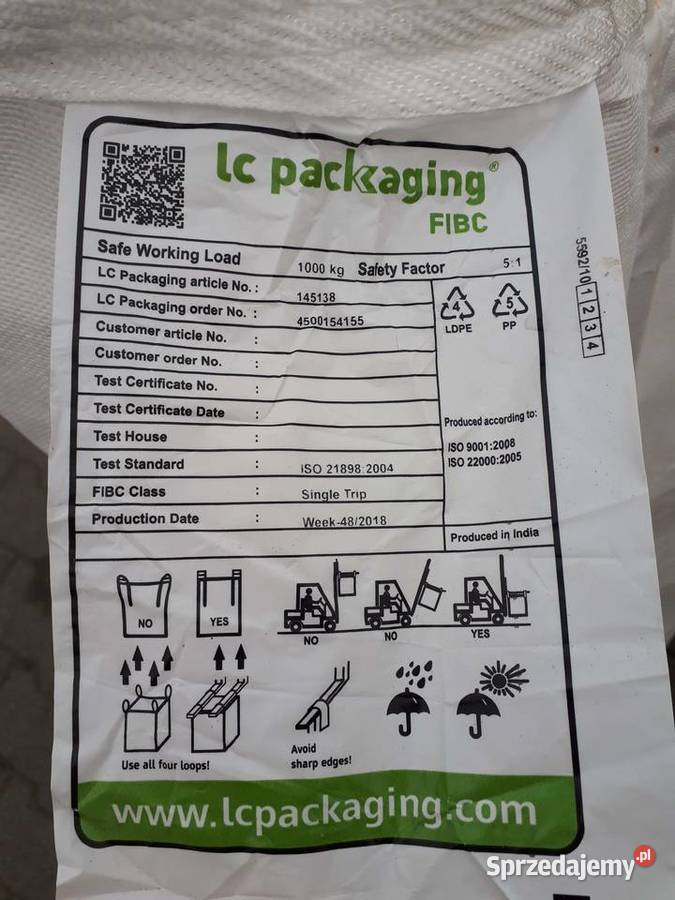 lc packaging®
FIBC
Safe Working Load 1000 kg Safety Factor 5:1
LC Packaging article No. : 145138
LC Packaging order No. : 4500154155
Customer article No. :
Customer order No. :
Test Certificate No. :
Test Certificate Date :
Test House :
Test Standard : ISO 21898:2004
FIBC Class : Single Trip
Production Date : Week-48/2018
4
LDPE
5
PP
Produced according to:
ISO 9001:2008
ISO 22000:2005
Produced in India
5592/10 1 2 3 4
NO
YES
NO
NO
YES
Use all four loops!
Avoid
sharp edges!
www.lcpackaging.com
Sprzedajemy.pl